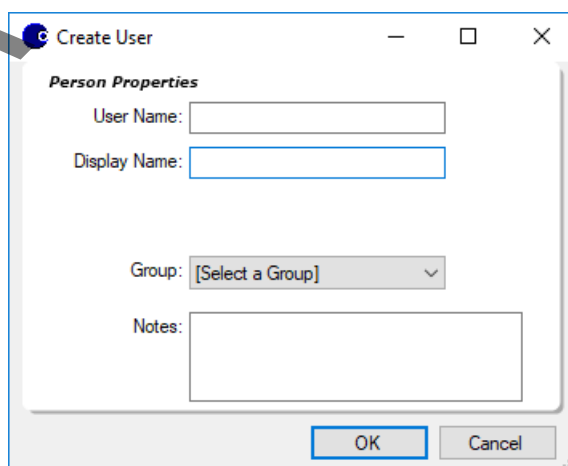 Create User
Person Properties
User Name:
Display Name:
Group: [Select a Group]
Notes:
OK Cancel